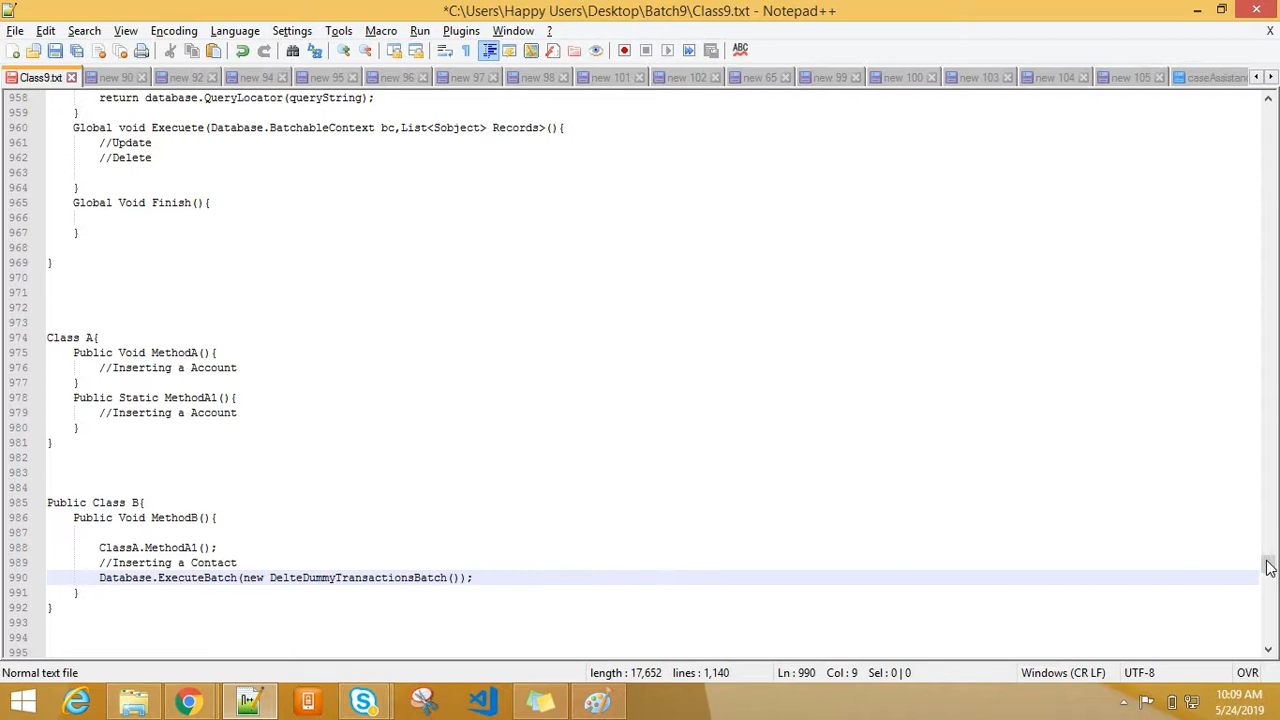 *C:\Users\Happy Users\Desktop\Batch9\Class9.txt - Notepad++
File Edit Search View Encoding Language Settings Tools Macro Run Plugins Window ? X
Class9.txt new 90 new 92 new 94 new 95 new 96 new 97 new 98 new 101 new 102 new 65 new 99 new 100 new 103 new 104 new 105 caseAssistan
958 return database.QueryLocator(queryString);
959 }
960 Global void Execuete(Database.BatchableContext bc,List<Sobject> Records>(){
961 //Update
962 //Delete
963
964 }
965 Global Void Finish(){
966
967 }
968
969 }
970
971
972
973
974 Class A{
975 Public Void MethodA(){
976 //Inserting a Account
977 }
978 Public Static MethodA1(){
979 //Inserting a Account
980 }
981 }
982
983
984
985 Public Class B{
986 Public Void MethodB(){
987
988 ClassA.MethodA1();
989 //Inserting a Contact
990 Database.ExecuteBatch(new DelteDummyTransactionsBatch());
991 }
992 }
993
994
995
Normal text file length : 17,652 lines : 1,140 Ln : 990 Col : 9 Sel : 0 | 0 Windows (CR LF) UTF-8 OVR
10:09 AM
5/24/2019